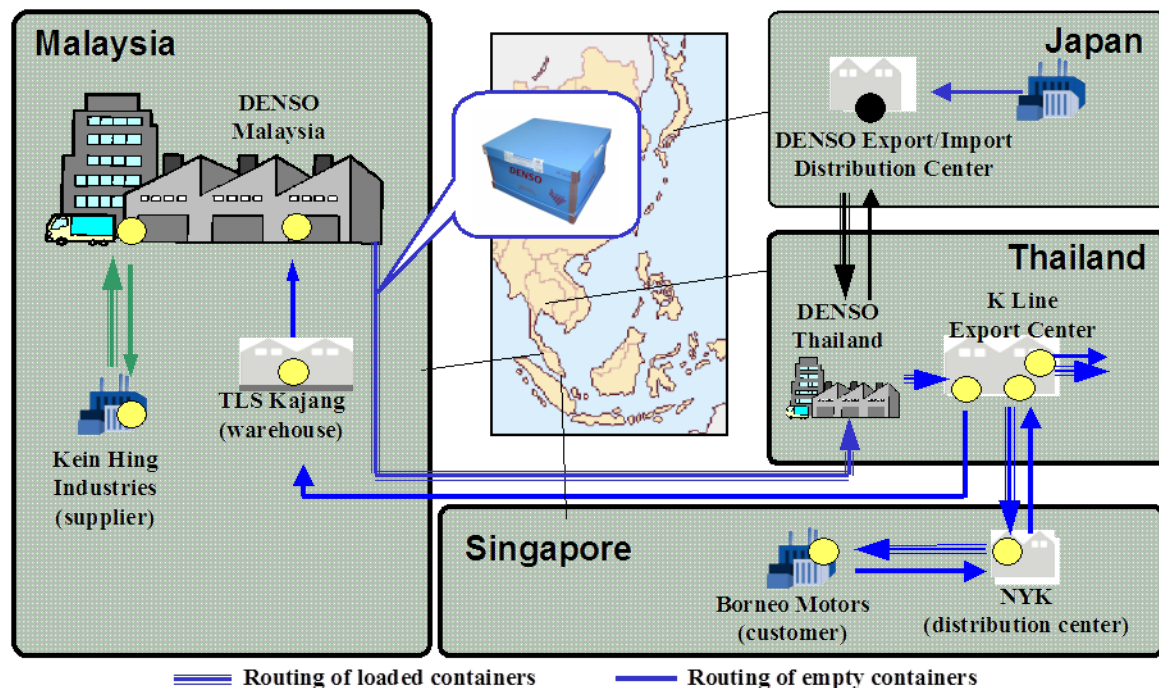 Malaysia
DENSO
Malaysia
DENSO
Kein Hing
Industries
(supplier)
TLS Kajang
(warehouse)
Japan
DENSO Export/Import
Distribution Center
Thailand
DENSO
Thailand
K Line
Export Center
Singapore
Borneo Motors
(customer)
NYK
(distribution center)
Routing of loaded containers
Routing of empty containers